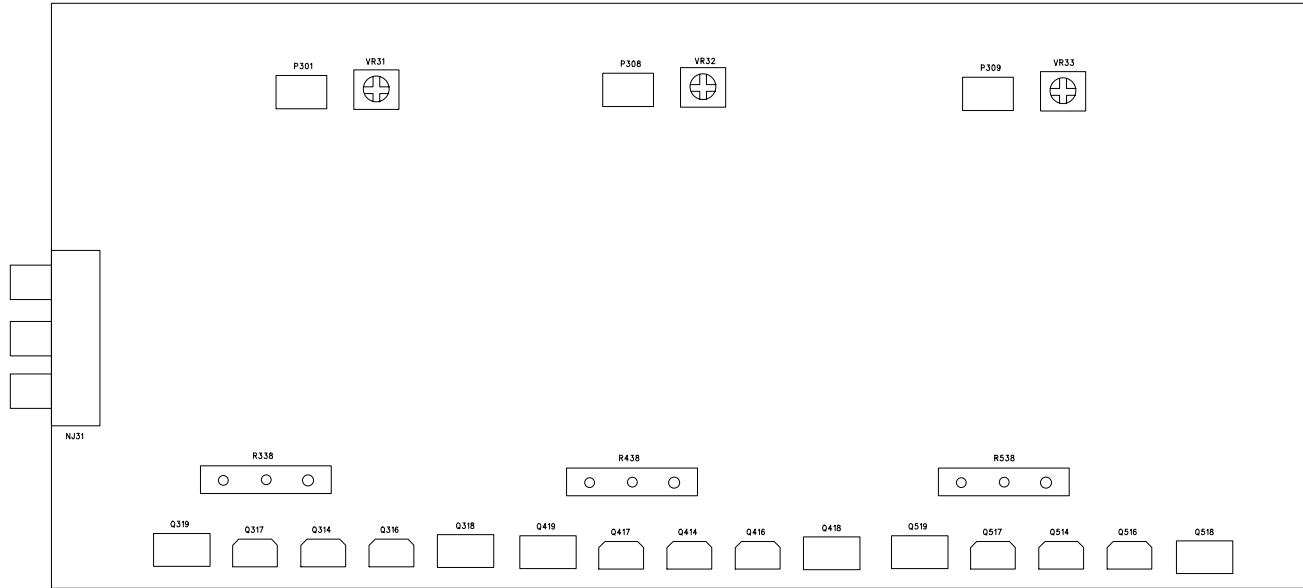 P301 VR31 P308 VR32 P309 VR33
NJ31
R338 R438 R538
Q319 Q317 Q314 Q316 Q318 Q419 Q417 Q414 Q416 Q418 Q519 Q517 Q514 Q516 Q518